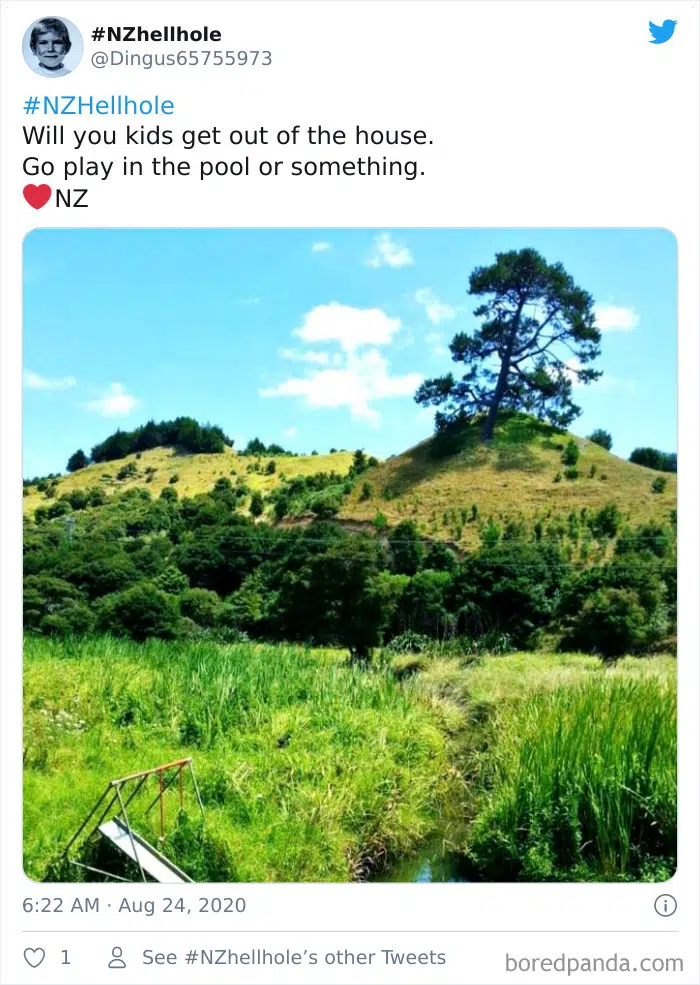 #NZhellhole
@Dingus65755973
#NZHellhole
Will you kids get out of the house.
Go play in the pool or something.
❤️NZ
6:22 AM · Aug 24, 2020
1
See #NZhellhole’s other Tweets
boredpanda.com